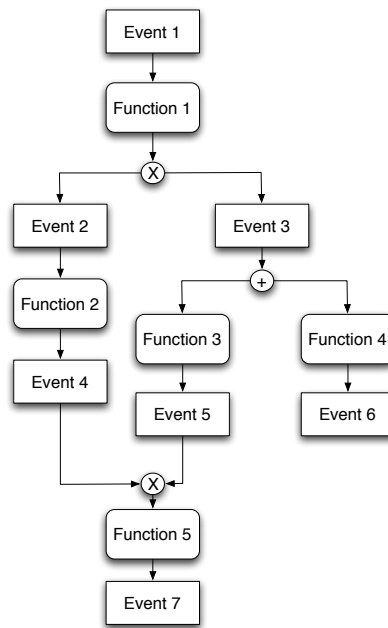 Event 1
Function 1
X
Event 2
Event 3
Function 2
+
Function 3
Function 4
Event 4
Event 5
Event 6
X
Function 5
Event 7